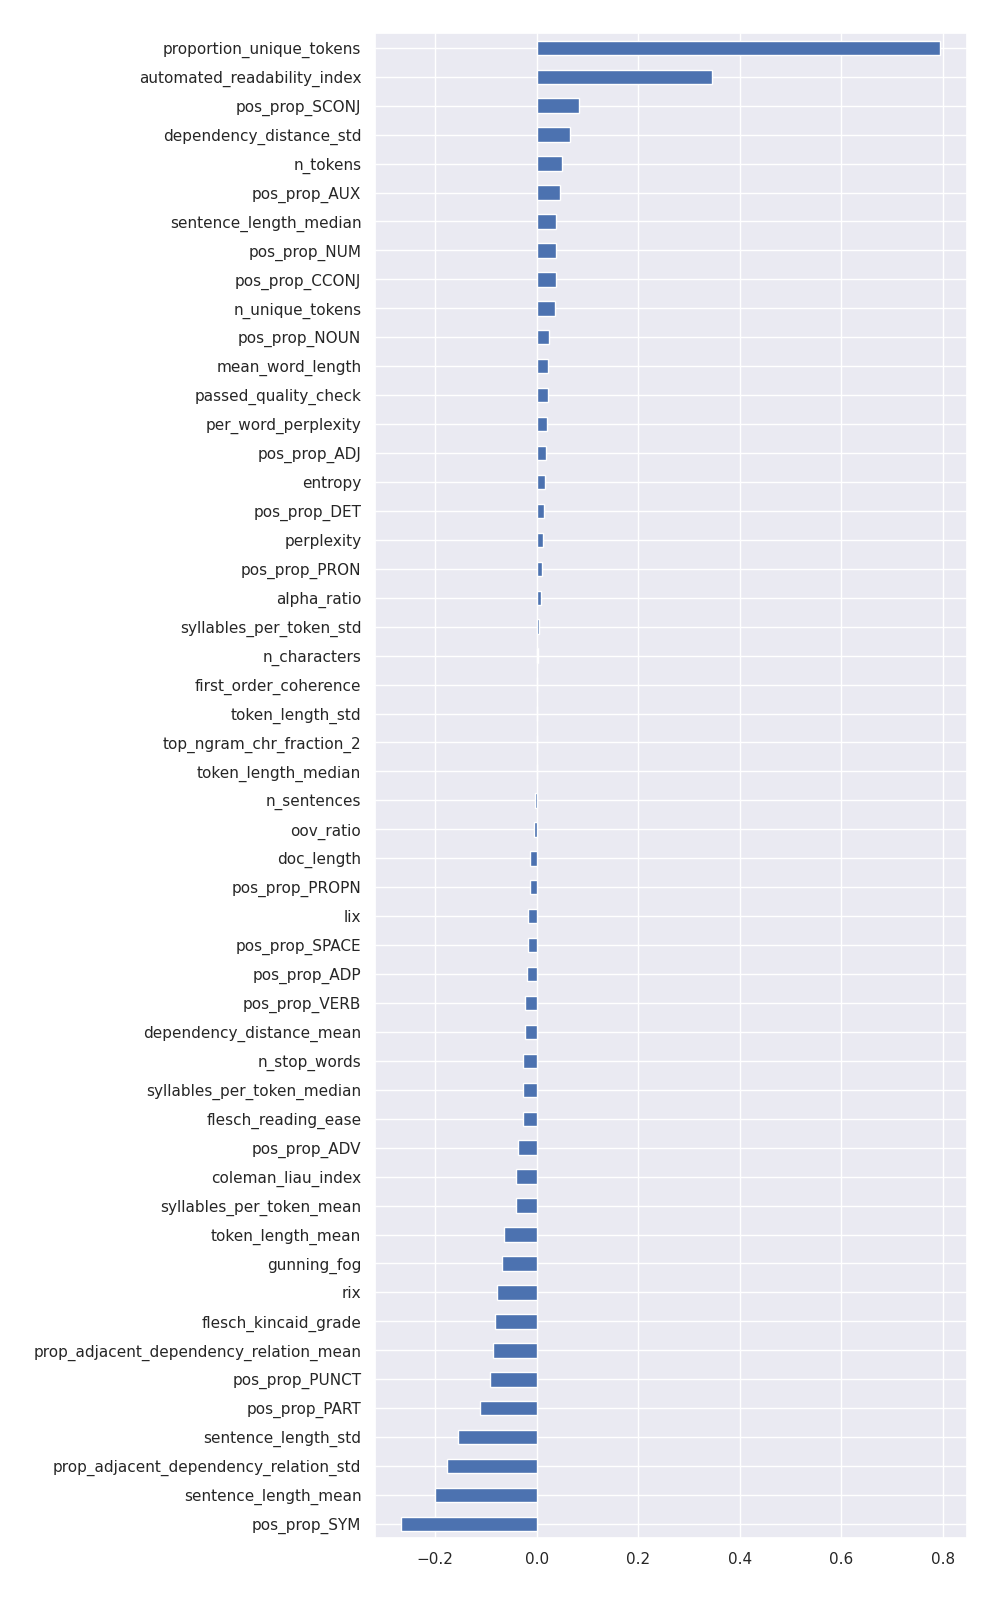 proportion_unique_tokens
automated_readability_index
pos_prop_SCONJ
dependency_distance_std
n_tokens
pos_prop_AUX
sentence_length_median
pos_prop_NUM
pos_prop_CCONJ
n_unique_tokens
pos_prop_NOUN
mean_word_length
passed_quality_check
per_word_perplexity
pos_prop_ADJ
entropy
pos_prop_DET
perplexity
pos_prop_PRON
alpha_ratio
syllables_per_token_std
n_characters
first_order_coherence
token_length_std
top_ngram_chr_fraction_2
token_length_median
n_sentences
oov_ratio
doc_length
pos_prop_PROPN
lix
pos_prop_SPACE
pos_prop_ADP
pos_prop_VERB
dependency_distance_mean
n_stop_words
syllables_per_token_median
flesch_reading_ease
pos_prop_ADV
coleman_liau_index
syllables_per_token_mean
token_length_mean
gunning_fog
rix
flesch_kincaid_grade
prop_adjacent_dependency_relation_mean
pos_prop_PUNCT
pos_prop_PART
sentence_length_std
prop_adjacent_dependency_relation_std
sentence_length_mean
pos_prop_SYM
−0.2 0.0 0.2 0.4 0.6 0.8